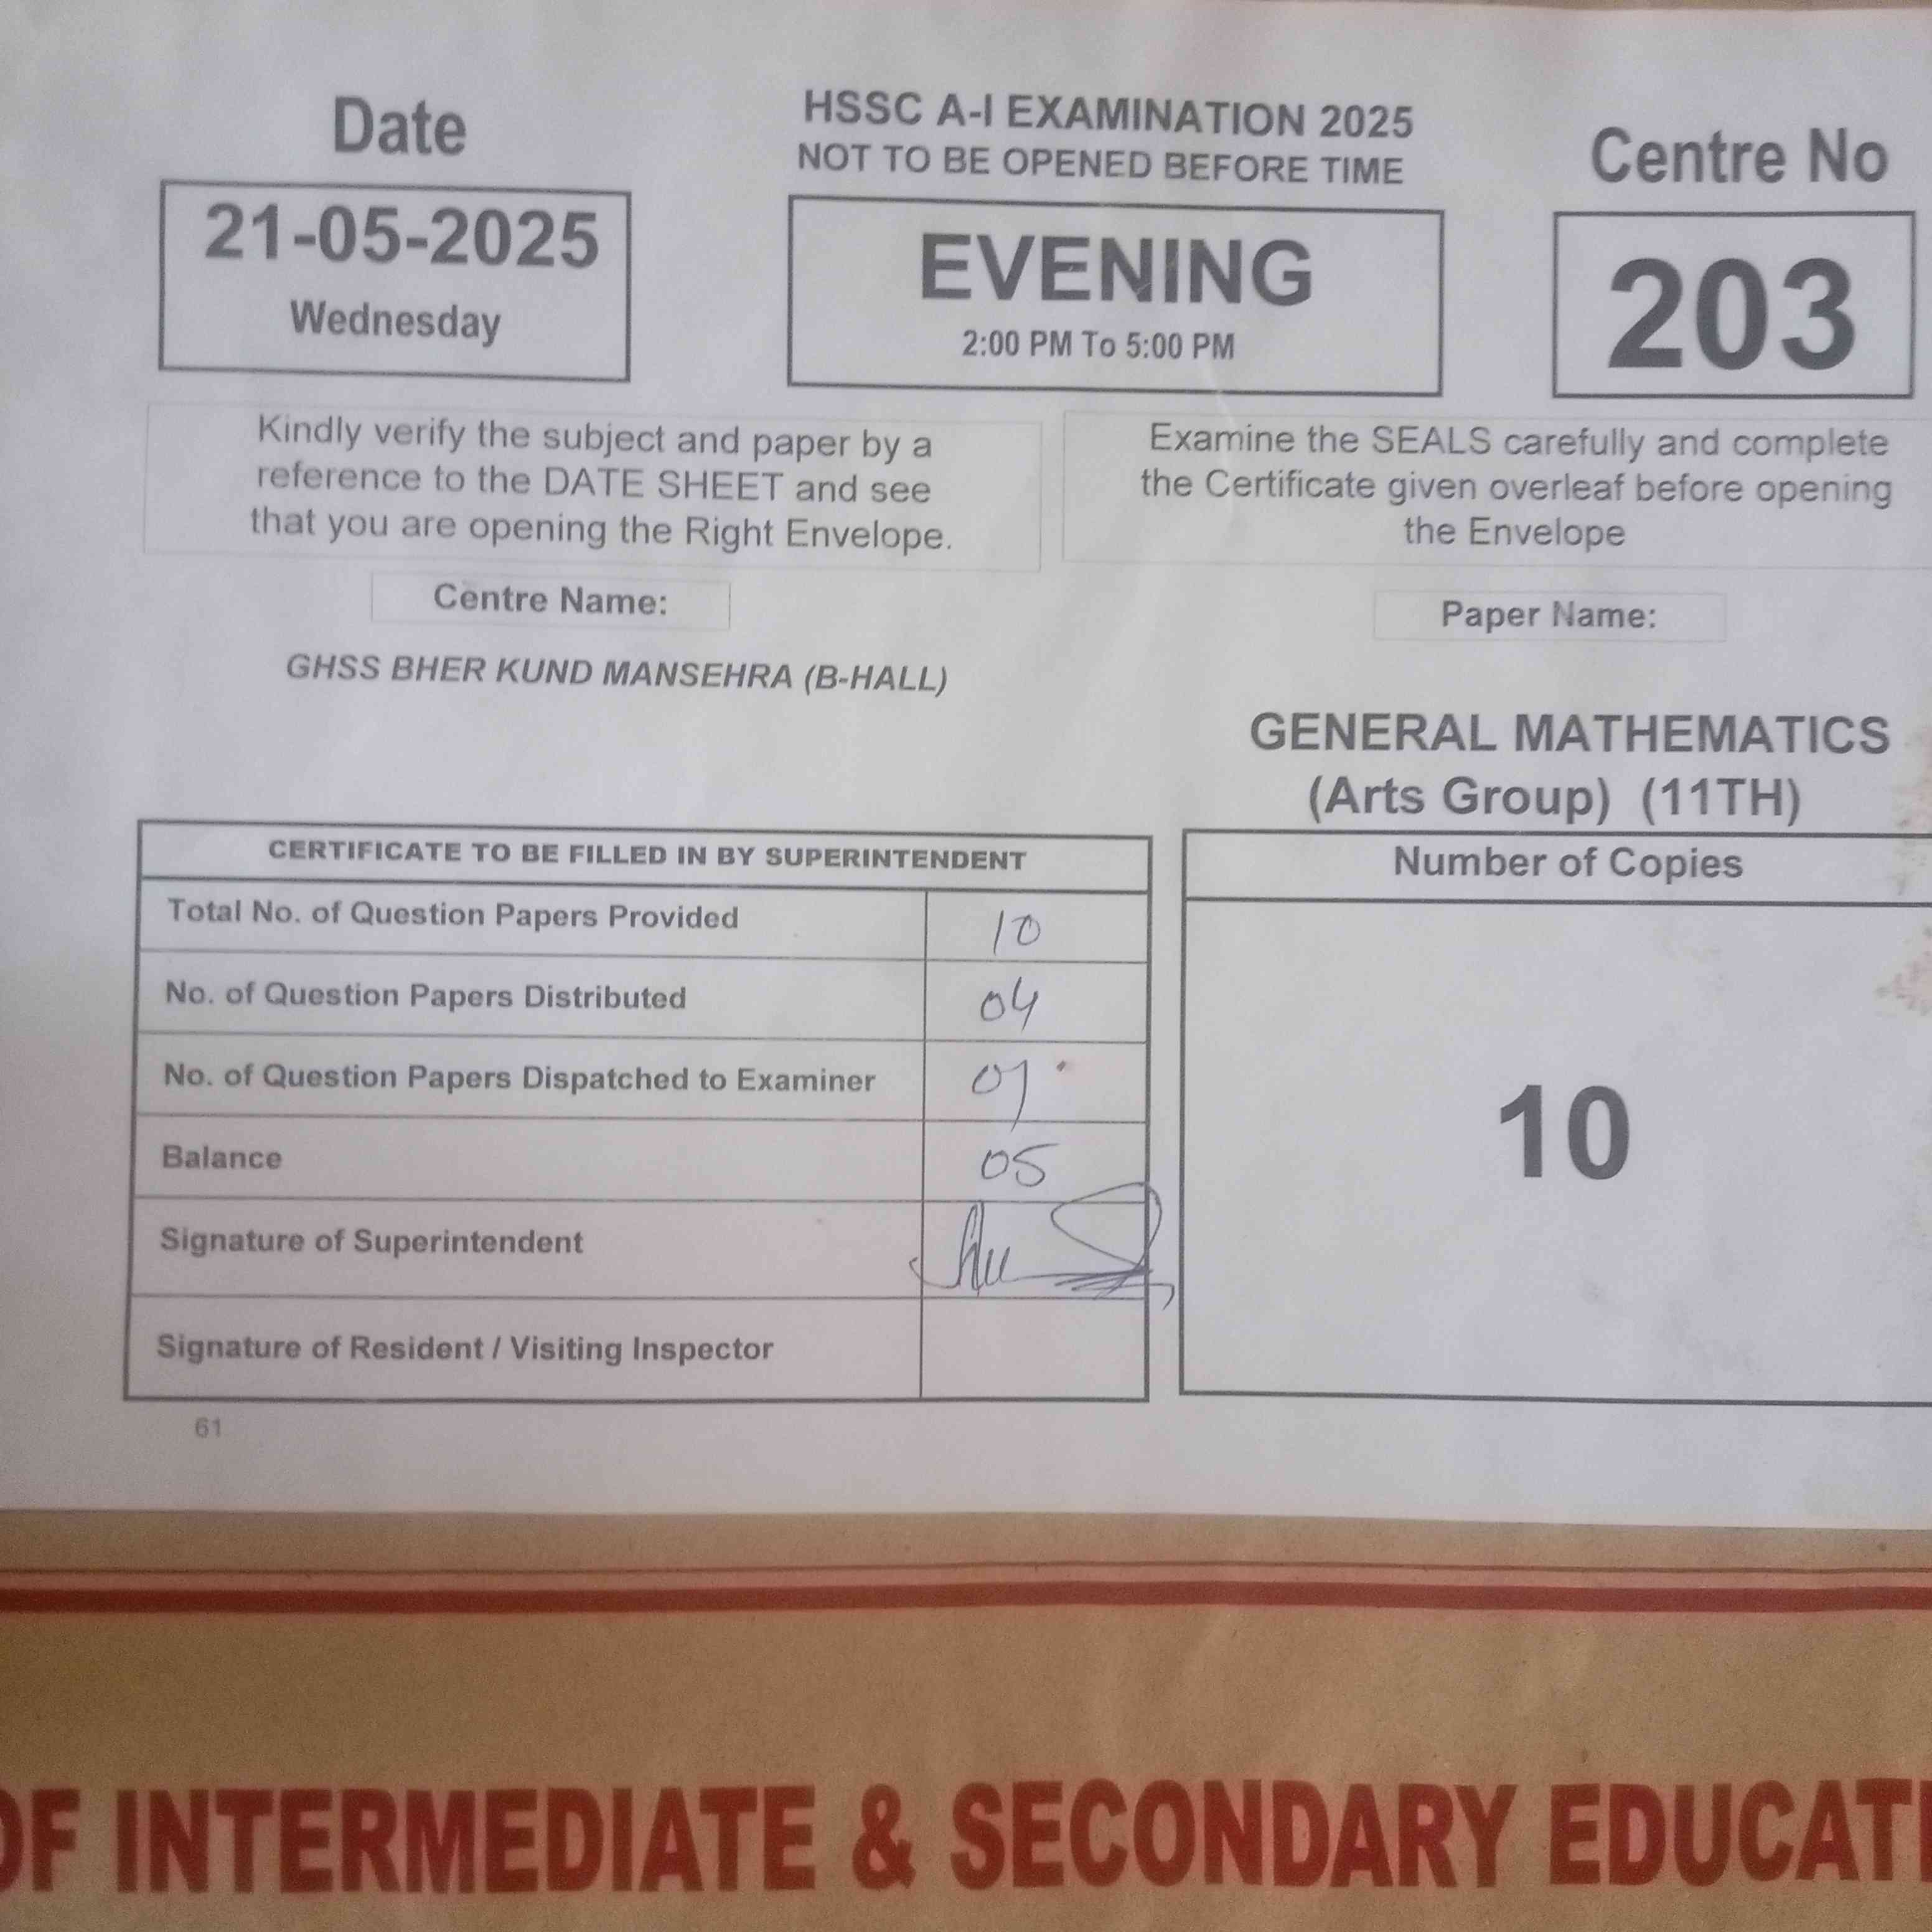 Date
21-05-2025
Wednesday
HSSC A-I EXAMINATION 2025
NOT TO BE OPENED BEFORE TIME
EVENING
2:00 PM To 5:00 PM
Centre No
203
Kindly verify the subject and paper by a
reference to the DATE SHEET and see
that you are opening the Right Envelope.
Examine the SEALS carefully and complete
the Certificate given overleaf before opening
the Envelope
Centre Name:
GHSS BHER KUND MANSEHRA (B-HALL)
Paper Name:
GENERAL MATHEMATICS
(Arts Group) (11TH)
CERTIFICATE TO BE FILLED IN BY SUPERINTENDENT
Total No. of Question Papers Provided 10
No. of Question Papers Distributed 04
No. of Question Papers Dispatched to Examiner 01
Balance 05
Signature of Superintendent
Signature of Resident / Visiting Inspector
Number of Copies
10
61
OF INTERMEDIATE & SECONDARY EDUCATI